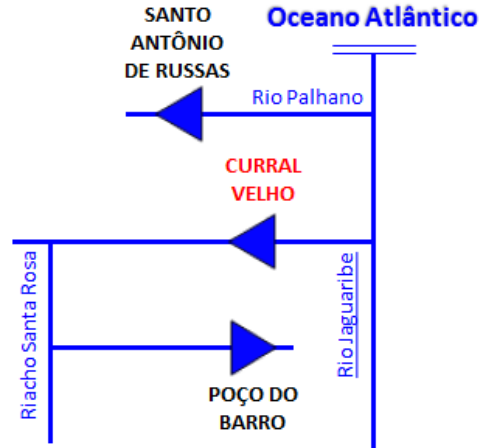 SANTO
ANTÔNIO
DE RUSSAS
Oceano Atlântico
Rio Palhano
CURRAL
VELHO
Riacho Santa Rosa
Rio Jaguaribe
POÇO DO
BARRO